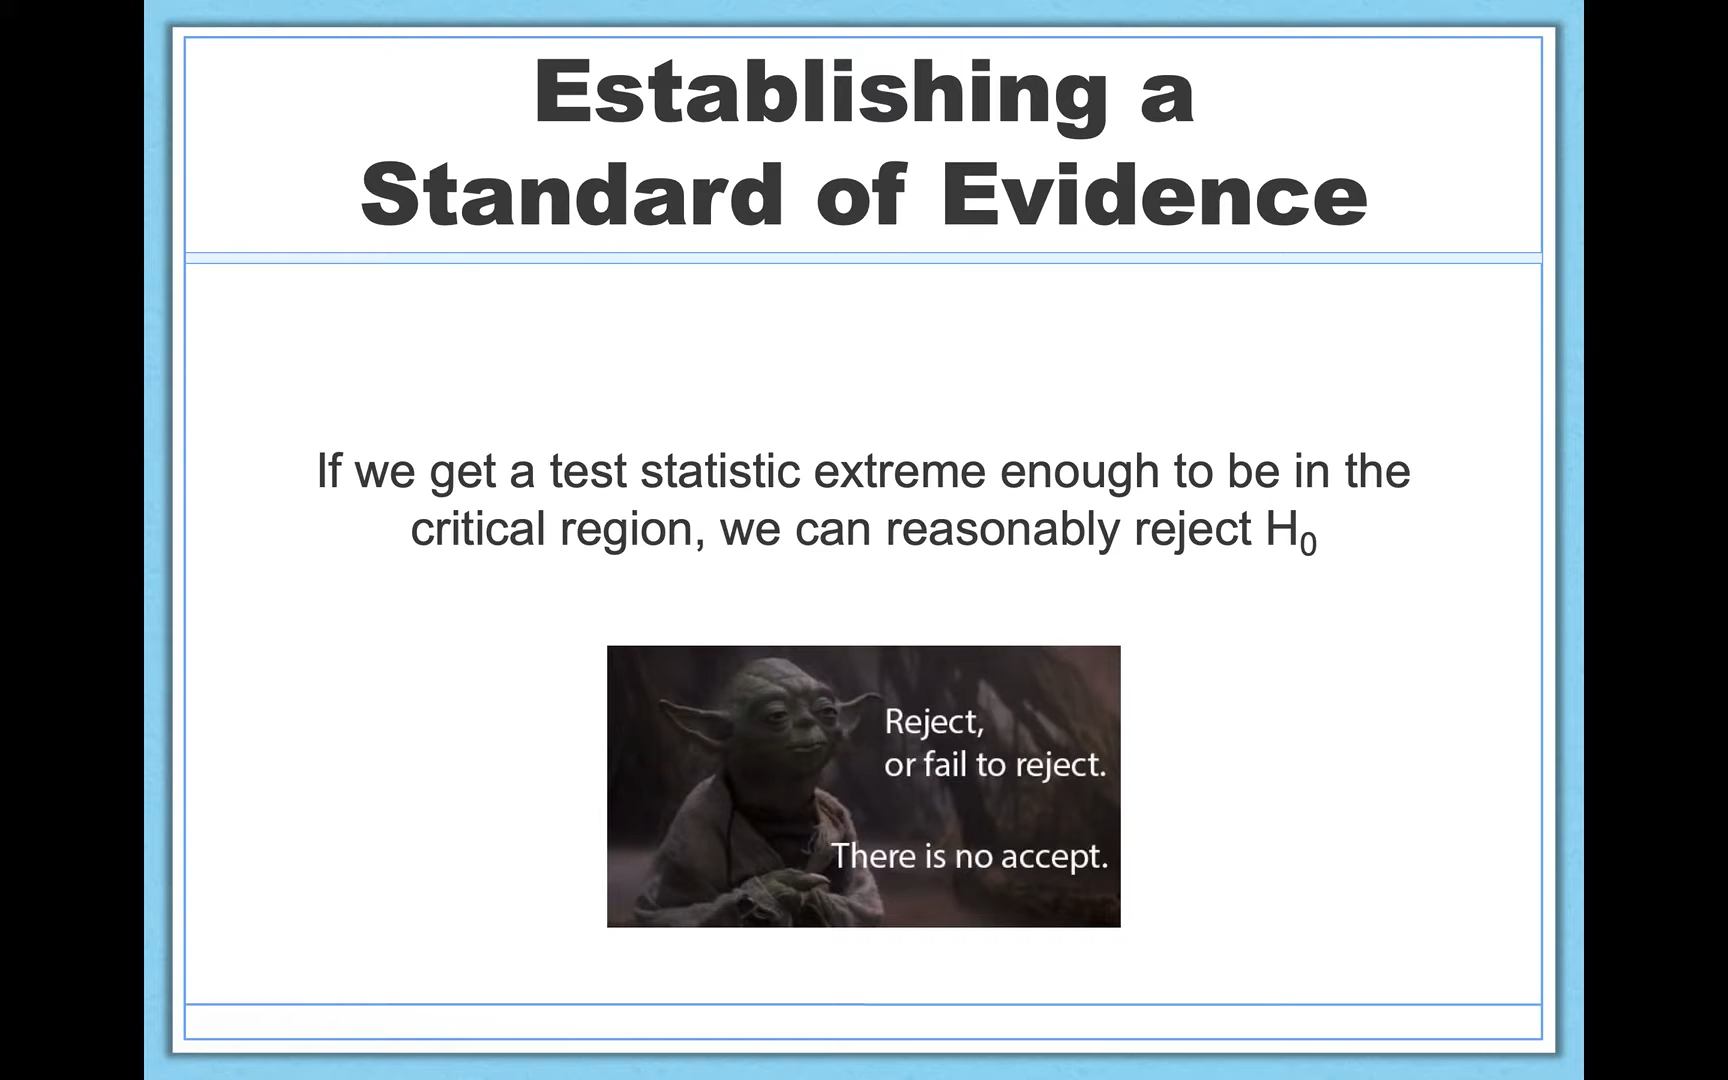 Establishing a
Standard of Evidence
If we get a test statistic extreme enough to be in the
critical region, we can reasonably reject H₀
Reject,
or fail to reject.
There is no accept.